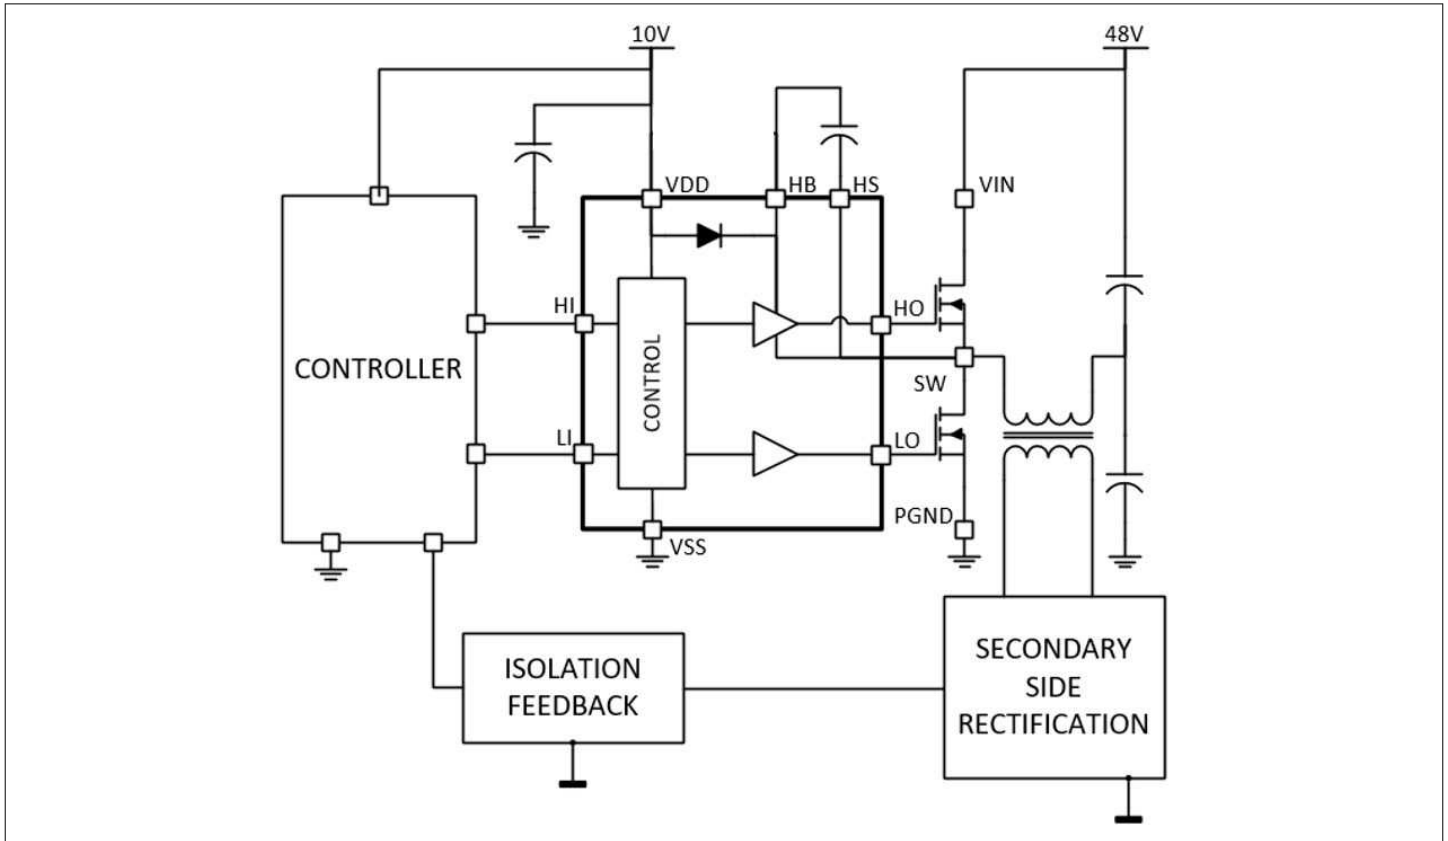 10V
48V
VDD
HB
HS
VIN
HI
HO
CONTROLLER
CONTROL
SW
LI
LO
PGND
VSS
ISOLATION
FEEDBACK
SECONDARY
SIDE
RECTIFICATION